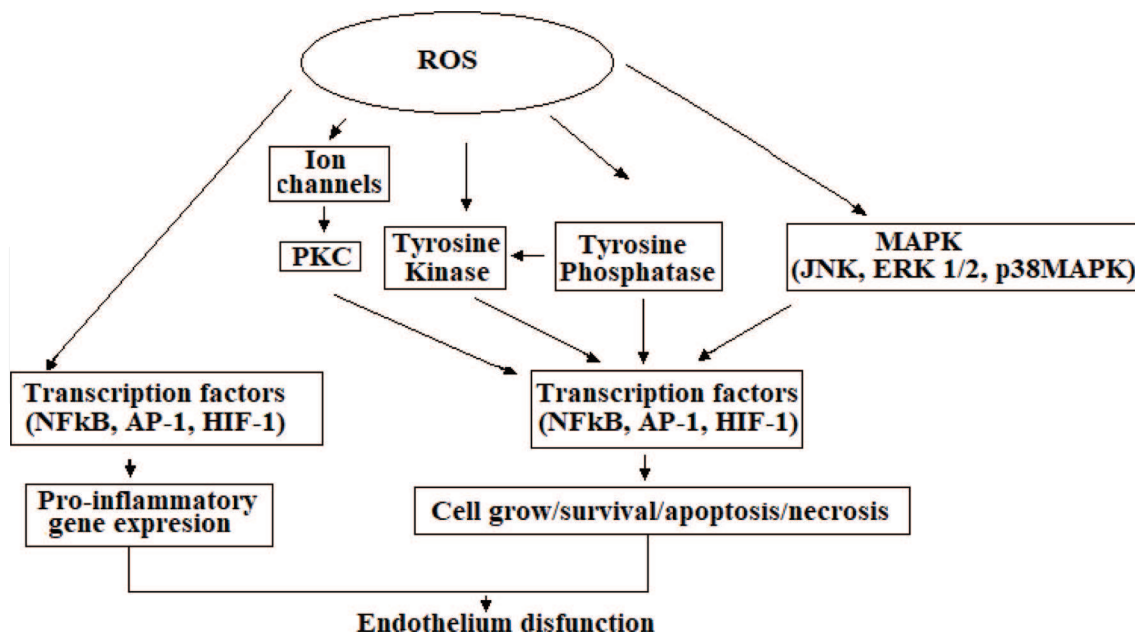 ROS
Ion
channels
PKC
Tyrosine
Kinase
Tyrosine
Phosphatase
MAPK
(JNK, ERK 1/2, p38MAPK)
Transcription factors
(NFkB, AP-1, HIF-1)
Transcription factors
(NFkB, AP-1, HIF-1)
Pro-inflammatory
gene expresion
Cell grow/survival/apoptosis/necrosis
Endothelium disfunction